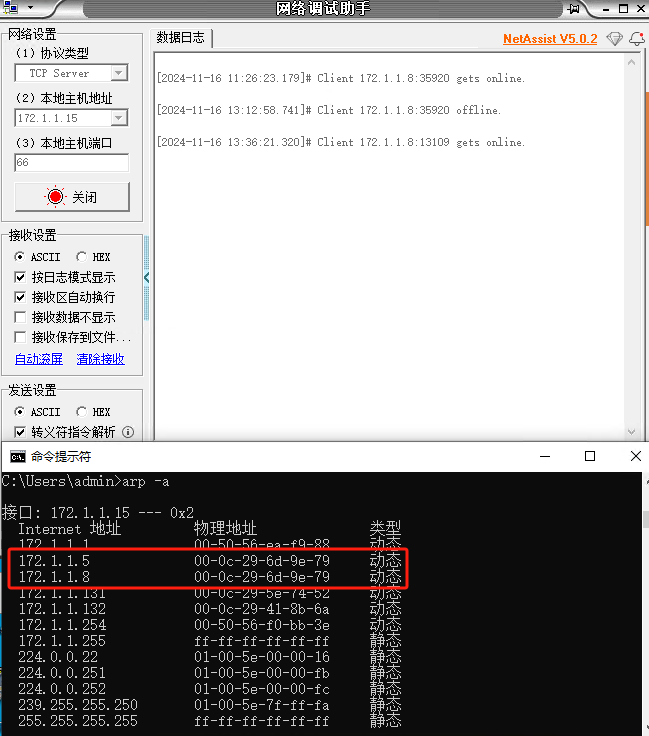 网络调试助手
网络设置
(1) 协议类型
TCP Server
(2) 本地主机地址
172.1.1.15
(3) 本地主机端口
66
关闭
接收设置
ASCII HEX
按日志模式显示
接收区自动换行
接收数据不显示
接收保存到文件...
自动滚屏 清除接收
发送设置
ASCII HEX
转义符指令解析
数据日志
NetAssist V5.0.2
[2024-11-16 11:26:23.179]# Client 172.1.1.8:35920 gets online.
[2024-11-16 13:12:58.741]# Client 172.1.1.8:35920 offline.
[2024-11-16 13:36:21.320]# Client 172.1.1.8:13109 gets online.
命令提示符
C:\Users\admin>arp -a
接口: 172.1.1.15 --- 0x2
Internet 地址 物理地址 类型
172.1.1.1 00-50-56-ea-f9-88 动态
172.1.1.5 00-0c-29-6d-9e-79 动态
172.1.1.8 00-0c-29-6d-9e-79 动态
172.1.1.131 00-0c-29-5e-74-52 动态
172.1.1.132 00-0c-29-41-8b-6a 动态
172.1.1.254 00-50-56-f0-bb-3e 动态
172.1.1.255 ff-ff-ff-ff-ff-ff 静态
224.0.0.22 01-00-5e-00-00-16 静态
224.0.0.251 01-00-5e-00-00-fb 静态
224.0.0.252 01-00-5e-00-00-fc 静态
239.255.255.250 01-00-5e-7f-ff-fa 静态
255.255.255.255 ff-ff-ff-ff-ff-ff 静态